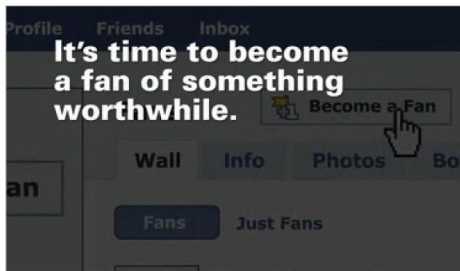 Profile Friends Inbox
It's time to become
a fan of something
worthwhile.
Become a Fan
Wall Info Photos Bo
an
Fans Just Fans